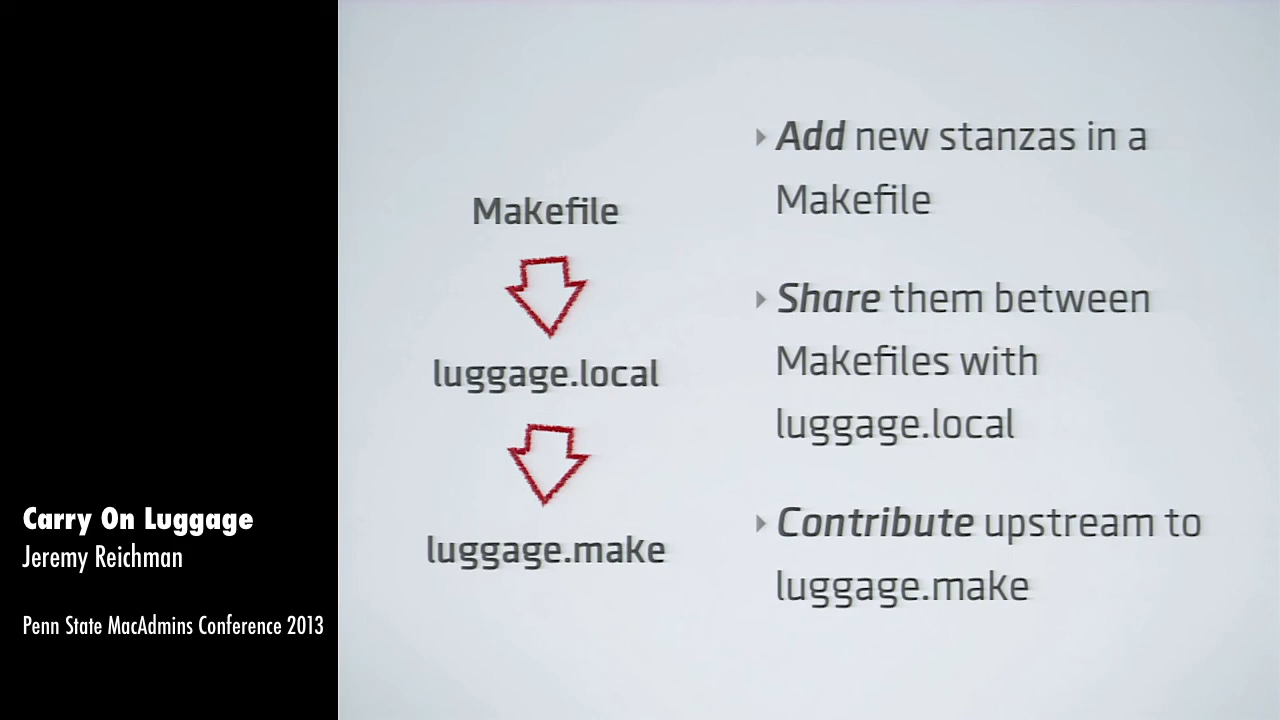 Carry On Luggage
Jeremy Reichman
Penn State MacAdmins Conference 2013
Makefile
luggage.local
luggage.make
Add new stanzas in a
Makefile
Share them between
Makefiles with
luggage.local
Contribute upstream to
luggage.make